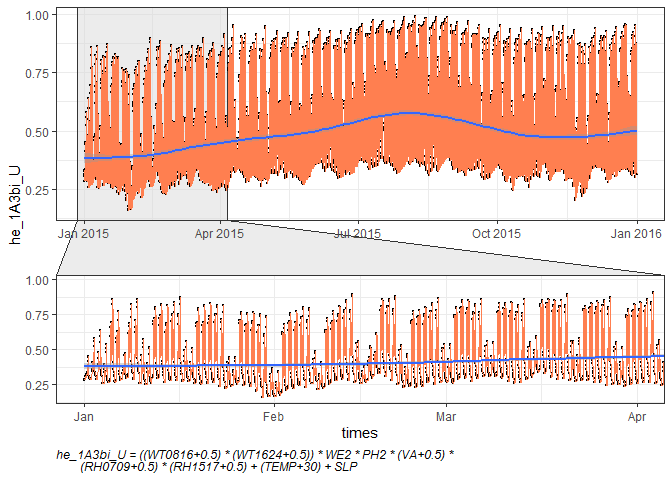 1.00
0.75
0.50
0.25
he_1A3bi_U
Jan 2015
Apr 2015
Jul 2015
Oct 2015
Jan 2016
1.00
0.75
0.50
0.25
Jan
Feb
Mar
Apr
times
he_1A3bi_U = ((WT0816+0.5) * (WT1624+0.5)) * WE2 * PH2 * (VA+0.5) *
(RH0709+0.5) * (RH1517+0.5) + (TEMP+30) + SLP